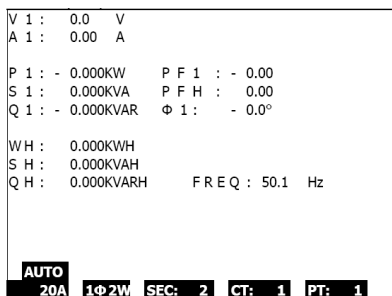 V 1 : 0.0 V
A 1 : 0.00 A
P 1 : - 0.000KW P F 1 : - 0.00
S 1 : 0.000KVA P F H : 0.00
Q 1 : - 0.000KVAR Φ 1 : - 0.0°
W H : 0.000KWH
S H : 0.000KVAH
Q H : 0.000KVARH F R E Q : 50.1 Hz
AUTO
20A 1Φ2W SEC: 2 CT: 1 PT: 1